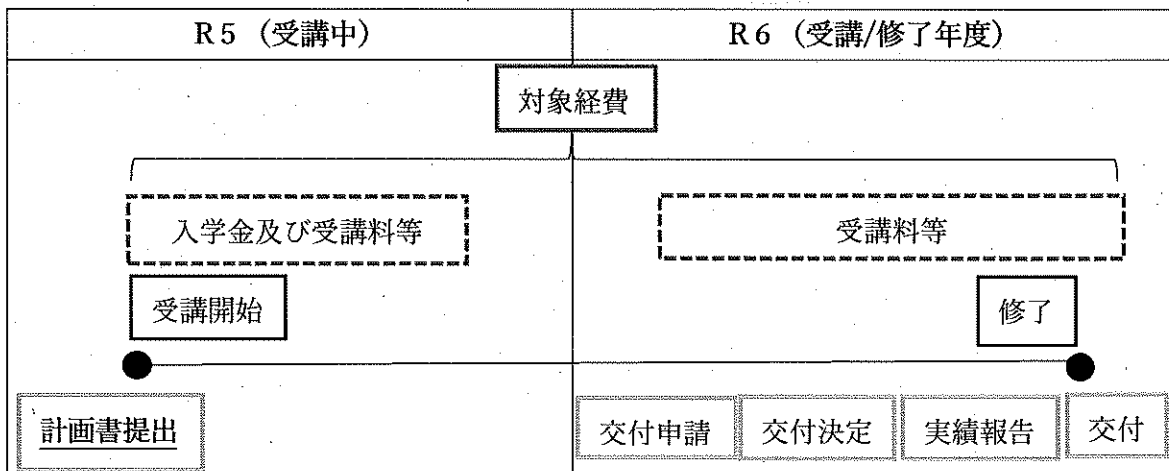 R5（受講中）
R6（受講/修了年度）
対象経費
入学金及び受講料等
受講料等
受講開始
修了
計画書提出
交付申請
交付決定
実績報告
交付